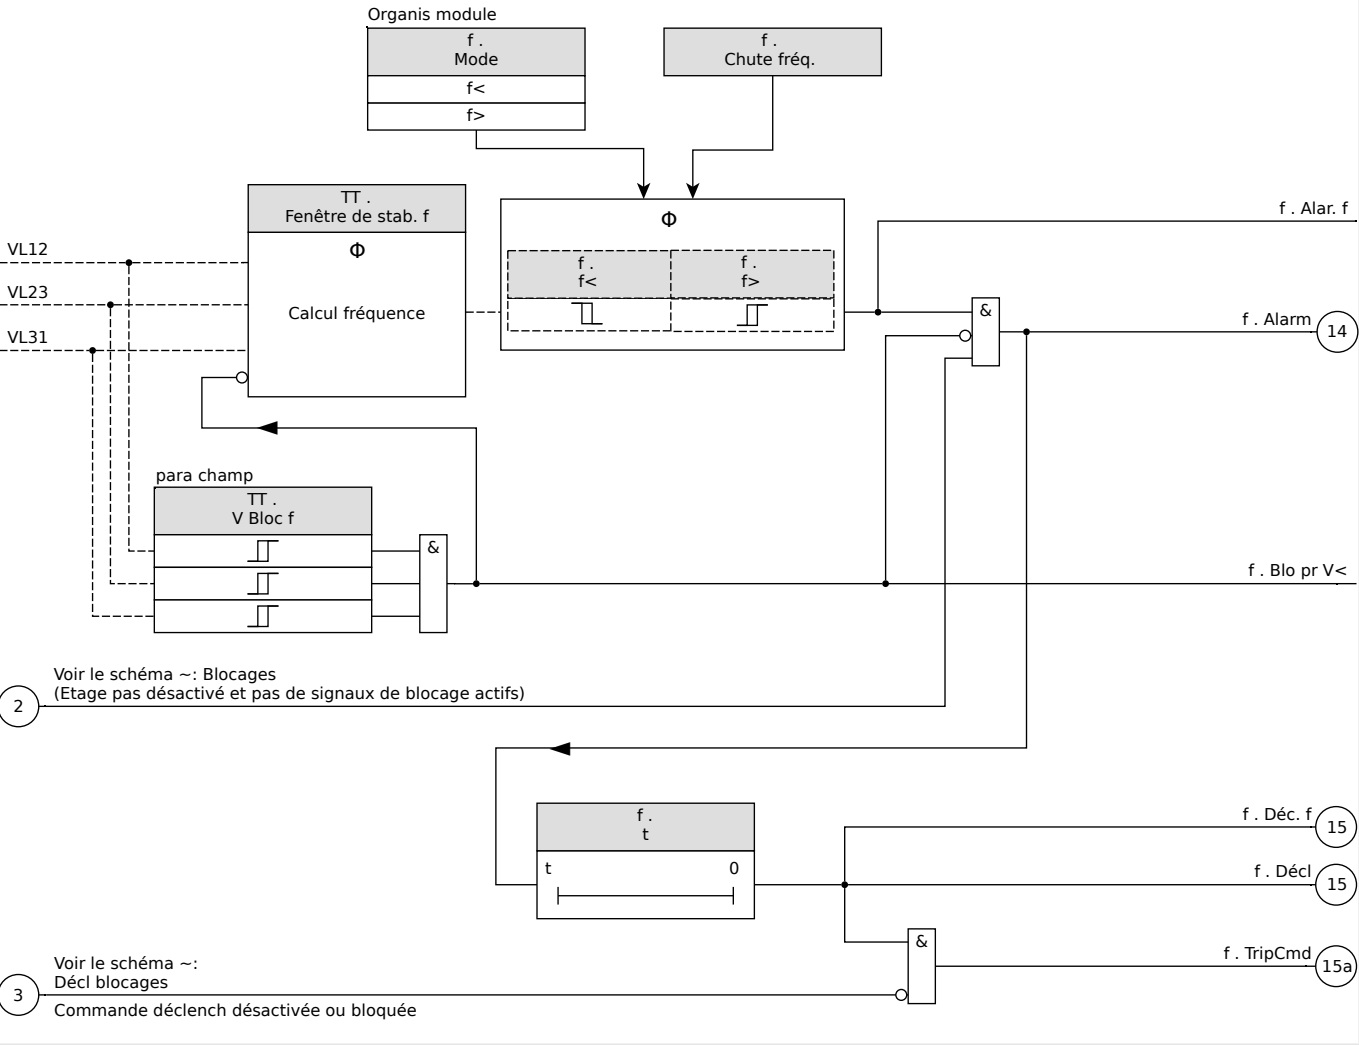 Organis module
f .
Mode
f<
f>
f .
Chute fréq.
TT .
Fenêtre de stab. f
Φ
Calcul fréquence
VL12
VL23
VL31
Φ
f .
f<
f .
f>
f . Alar. f
&
f . Alarm
14
para champ
TT .
V Bloc f
&
f . Blo pr V<
Voir le schéma ~: Blocages
(Etage pas désactivé et pas de signaux de blocage actifs)
2
f .
t
t
0
f . Déc. f
15
f . Décl
15
&
f . TripCmd
15a
Voir le schéma ~:
Décl blocages
3
Commande déclench désactivée ou bloquée